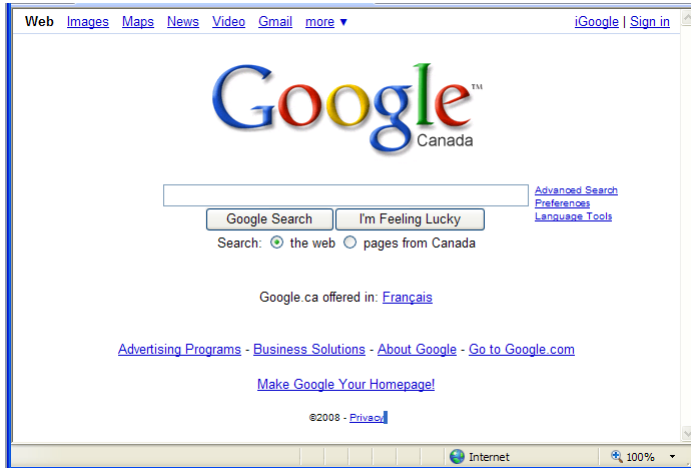 Web Images Maps News Video Gmail more ▼ iGoogle | Sign in
Google™
Canada
Advanced Search
Preferences
Language Tools
Google Search I'm Feeling Lucky
Search: the web pages from Canada
Google.ca offered in: Français
Advertising Programs - Business Solutions - About Google - Go to Google.com
Make Google Your Homepage!
©2008 - Privacy
Internet 100%